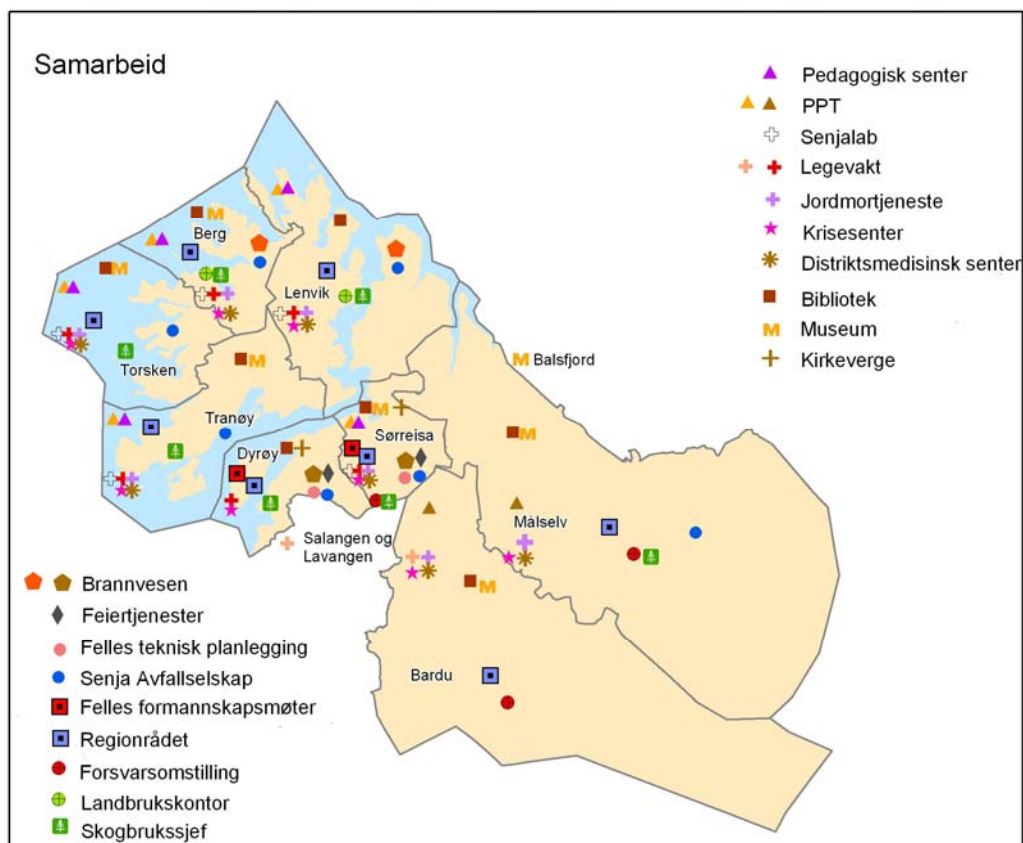 Samarbeid
Pedagogisk senter
PPT
Senjalab
Legevakt
Jordmortjeneste
Krisesenter
Distriktsmedisinsk senter
Bibliotek
Museum
Kirkeverge
Berg
Lenvik
Torsken
Balsfjord
Tranøy
Sørreisa
Dyrøy
Målselv
Salangen og
Lavangen
Bardu
Brannvesen
Feiertjenester
Felles teknisk planlegging
Senja Avfallselskap
Felles formannskapsmøter
Regionrådet
Forsvarsomstilling
Landbrukskontor
Skogbrukssjef